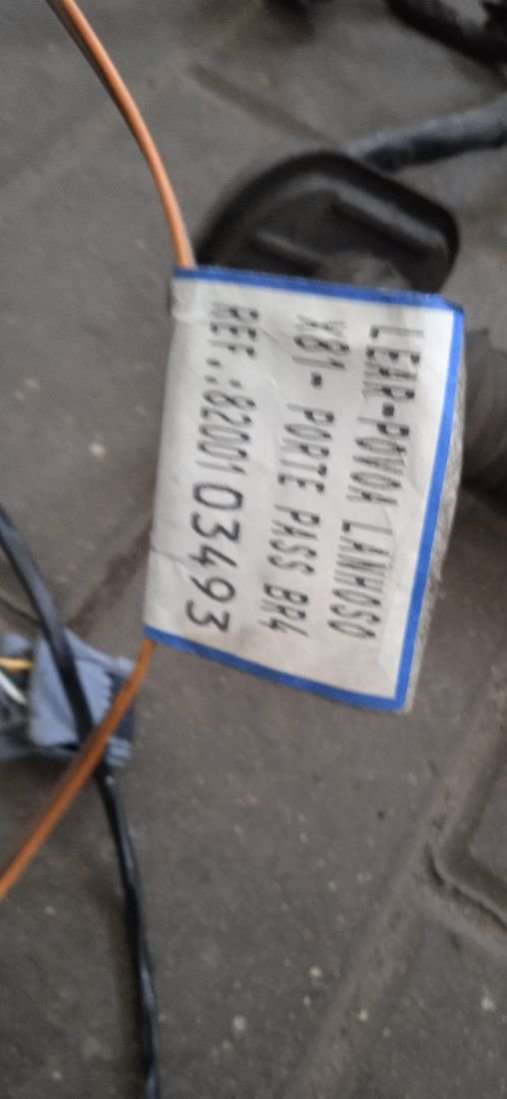 LEAR-POVOA LANHOSO
X81- PORTE PASS BR4
REF.:8200103493